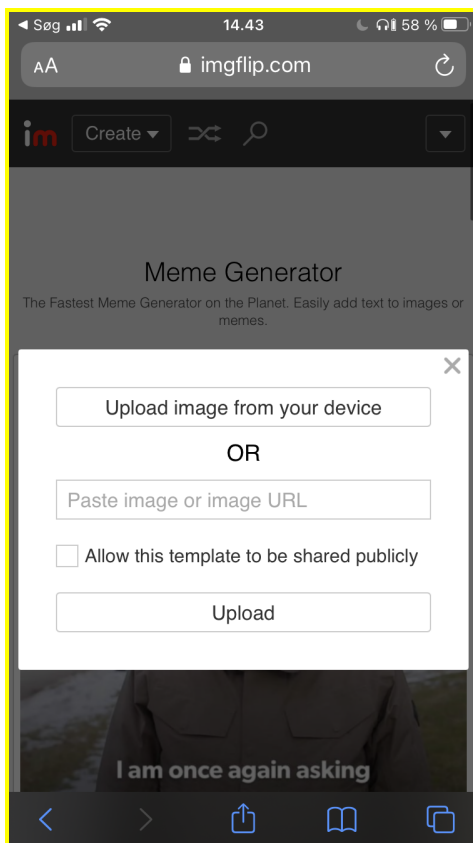 Søg
14.43
58 %
AA
imgflip.com
im
Create
Meme Generator
The Fastest Meme Generator on the Planet. Easily add text to images or
memes.
Upload image from your device
OR
Paste image or image URL
Allow this template to be shared publicly
Upload
I am once again asking